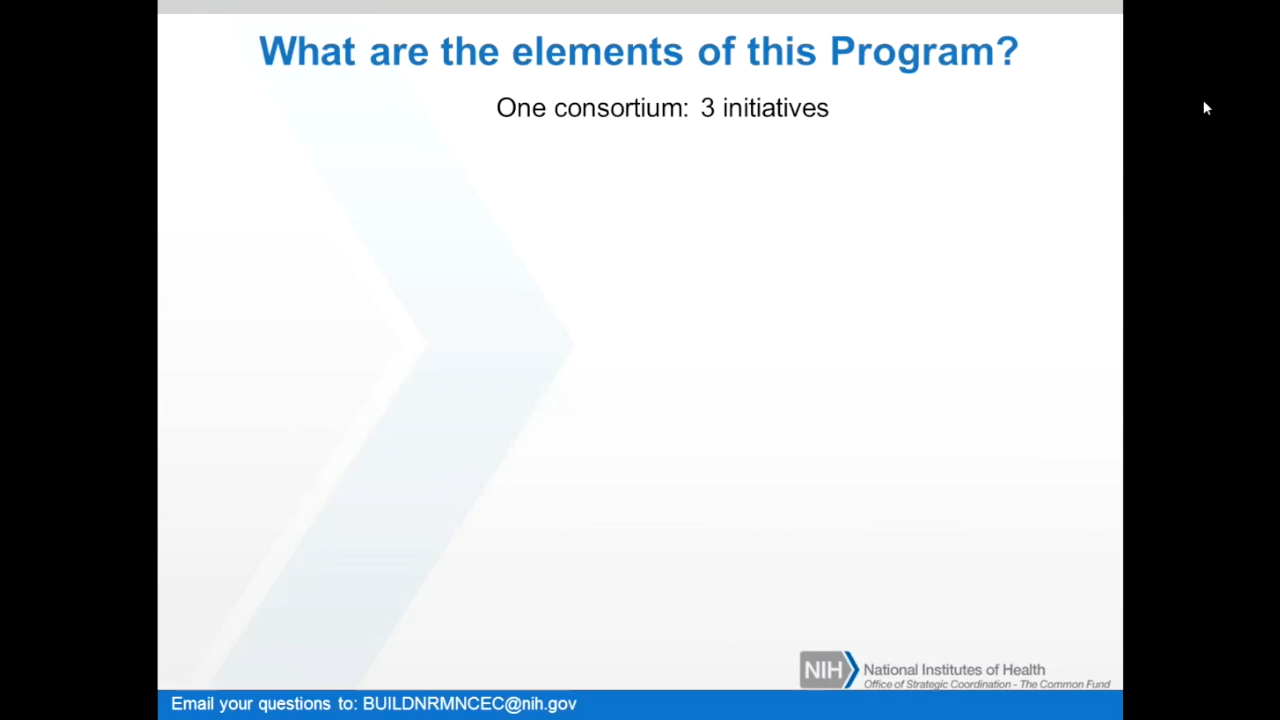 What are the elements of this Program?
One consortium: 3 initiatives
NIH
National Institutes of Health
Office of Strategic Coordination - The Common Fund
Email your questions to: BUILDNRMNCEC@nih.gov